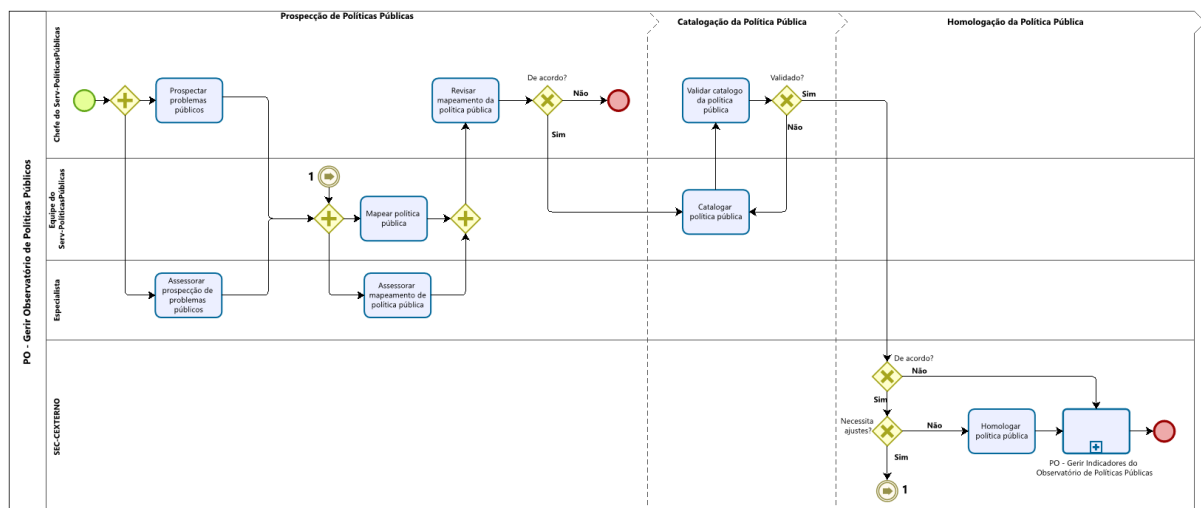 PO - Gerir Observatório de Políticas Públicos
Prospecção de Políticas Públicas
Catalogação da Política Pública
Homologação da Política Pública
Chefe do Serv-PolíticasPúblicas
Prospectar
problemas
públicos
Revisar
mapeamento da
política pública
De acordo?
Não
Sim
Validar catalogo da
política
pública
Validado?
Sim
Não
Equipe do
Serv-PolíticasPúblicas
1
Mapear política
pública
Catalogar
política pública
Especialista
Assessorar
prospecção de
problemas
públicos
Assessorar
mapeamento de
política pública
SEC-CEXTERNO
De acordo?
Não
Sim
Necessita
ajustes?
Não
Sim
Homologar
política pública
PO - Gerir Indicadores do
Observatório de Políticas Públicas
1